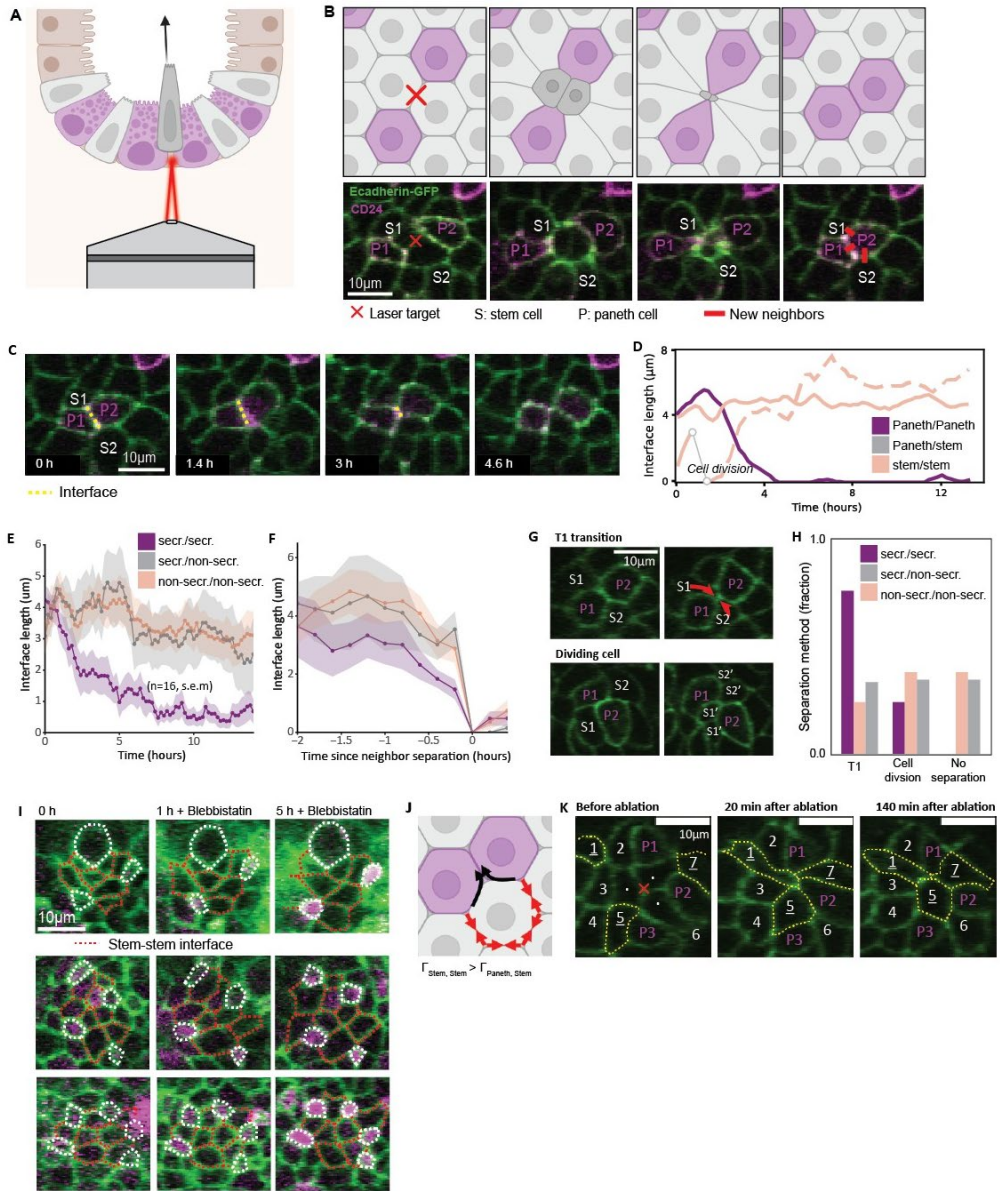 A
B
Ecadherin-GFP
CD24
S1
P2
P1
S2
10μm
S1
P2
P1
S2
S1
P2
P1
S2
S1
P2
P1
S2
Laser target
S: stem cell
P: paneth cell
New neighbors
C
S1
P1
P2
S2
0 h
10μm
1.4 h
3 h
4.6 h
Interface
D
Interface length (μm)
8
4
0
Paneth/Paneth
Paneth/stem
stem/stem
Cell division
0
4
8
12
Time (hours)
E
Interface length (um)
6
5
4
3
2
1
0
secr./secr.
secr./non-secr.
non-secr./non-secr.
(n=16, s.e.m)
0
5
10
Time (hours)
F
Interface length (um)
6
4
2
0
−2
−1.5
−1
−0.5
0
Time since neighbor separation (hours)
G
T1 transition
10μm
S1
P2
P1
S2
S1
P2
P1
S2
Dividing cell
S2
P1
P2
S1
S2'
S2'
P1
S1'
P2
S1'
H
Separation method (fraction)
1.0
0.0
secr./secr.
secr./non-secr.
non-secr./non-secr.
T1
Cell
divsion
No
separation
I
0 h
1 h + Blebbistatin
5 h + Blebbistatin
10μm
Stem-stem interface
J
Γ Stem, Stem > Γ Paneth, Stem
K
Before ablation
20 min after ablation
140 min after ablation
10μm
1
2
P1
7
3
P2
4
5
P3
6
1
2
P1
7
3
P2
4
5
P3
6
1
2
P1
7
3
P2
4
5
P3
6